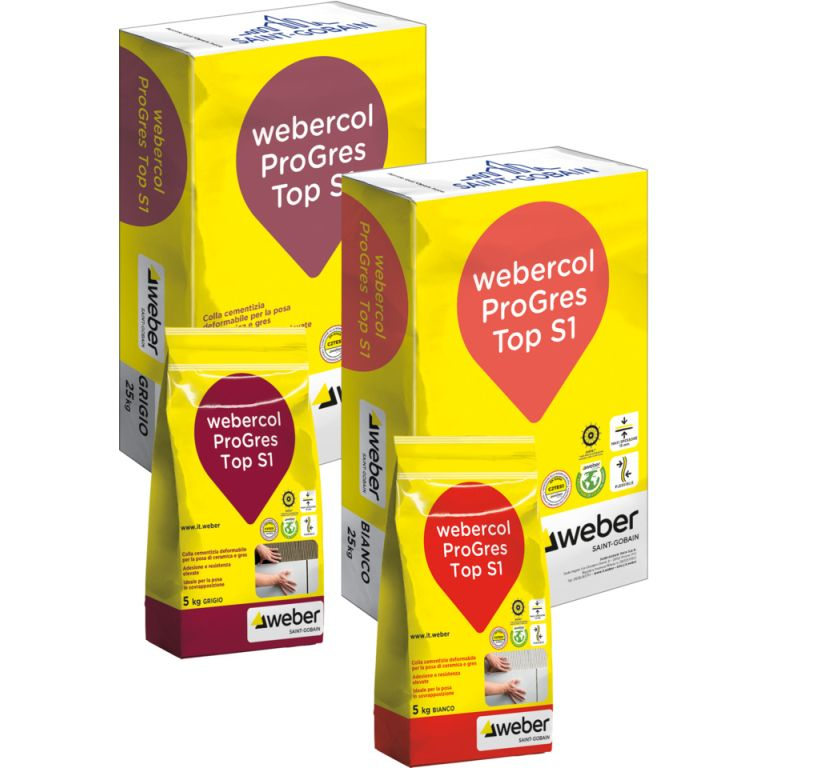 SAINT-GOBAIN
webercol
ProGres
Top S1
webercol
ProGres Top S1
Colla cementizia
deformabile per la posa
weber
SAINT-GOBAIN
GRIGIO
25kg
SAINT-GOBAIN
webercol
ProGres
Top S1
webercol
ProGres Top S1
weber
BIANCO
25kg
weber
SAINT-GOBAIN
webercol
ProGres
Top S1
www.it.weber
Colla cementizia deformabile
per la posa di ceramica e gres
Adesione e resistenza
elevate
Ideale per la posa
in sovrapposizione
5 kg GRIGIO
weber
SAINT-GOBAIN
webercol
ProGres
Top S1
www.it.weber
Colla cementizia deformabile
per la posa di ceramica e gres
Adesione e resistenza
elevate
Ideale per la posa
in sovrapposizione
5 kg BIANCO
weber
SAINT-GOBAIN